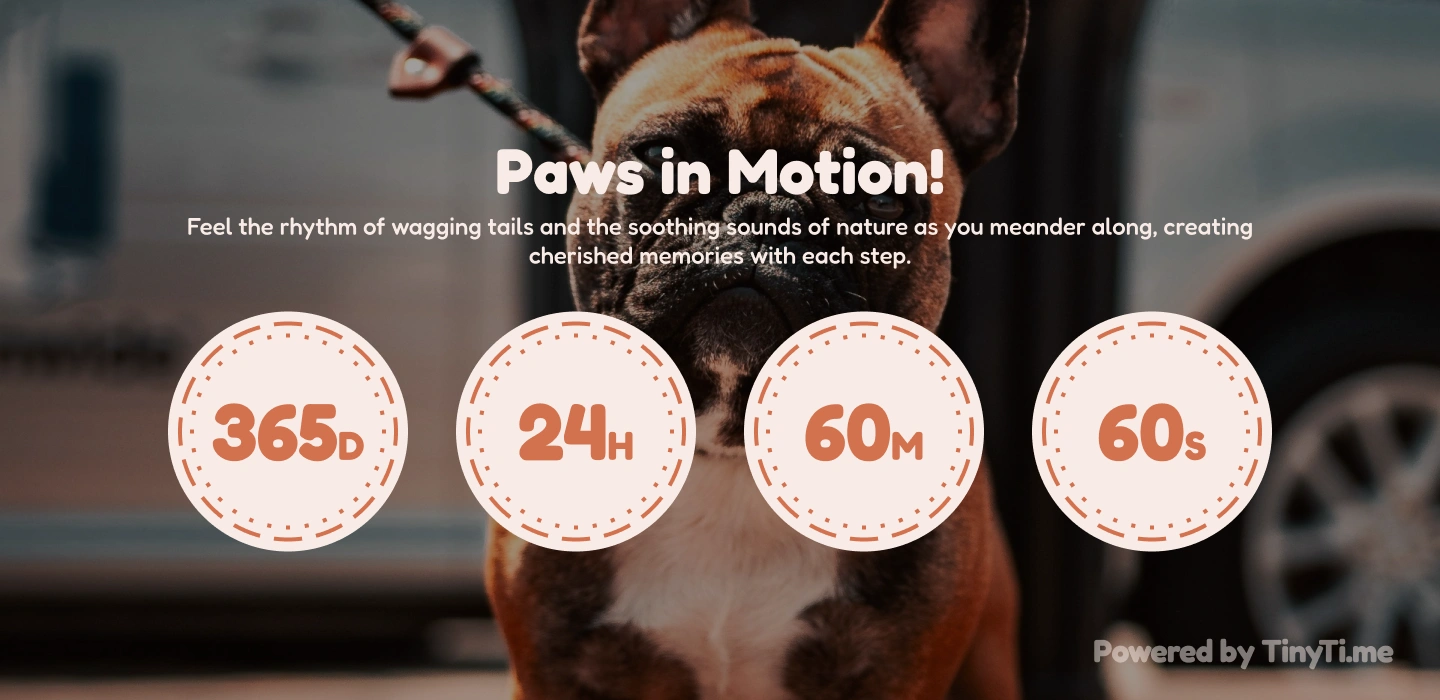 Paws in Motion!
Feel the rhythm of wagging tails and the soothing sounds of nature as you meander along, creating
cherished memories with each step.
365D 24H 60M 60S
Powered by TinyTi.me